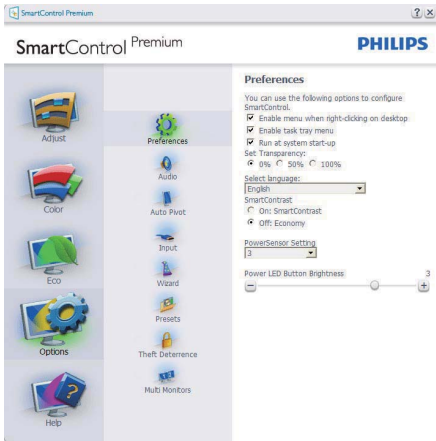 SmartControl Premium
SmartControl Premium
PHILIPS
Adjust
Color
Eco
Options
Help
Preferences
Audio
Auto Pivot
Input
Wizard
Presets
Theft Deterrence
Multi Monitors
Preferences
You can use the following options to configure
SmartControl.
Enable menu when right-clicking on desktop
Enable task tray menu
Run at system start-up
Set Transparency:
0% 50% 100%
Select language:
English
SmartContrast
On: SmartContrast
Off: Economy
PowerSensor Setting
3
Power LED Button Brightness 3